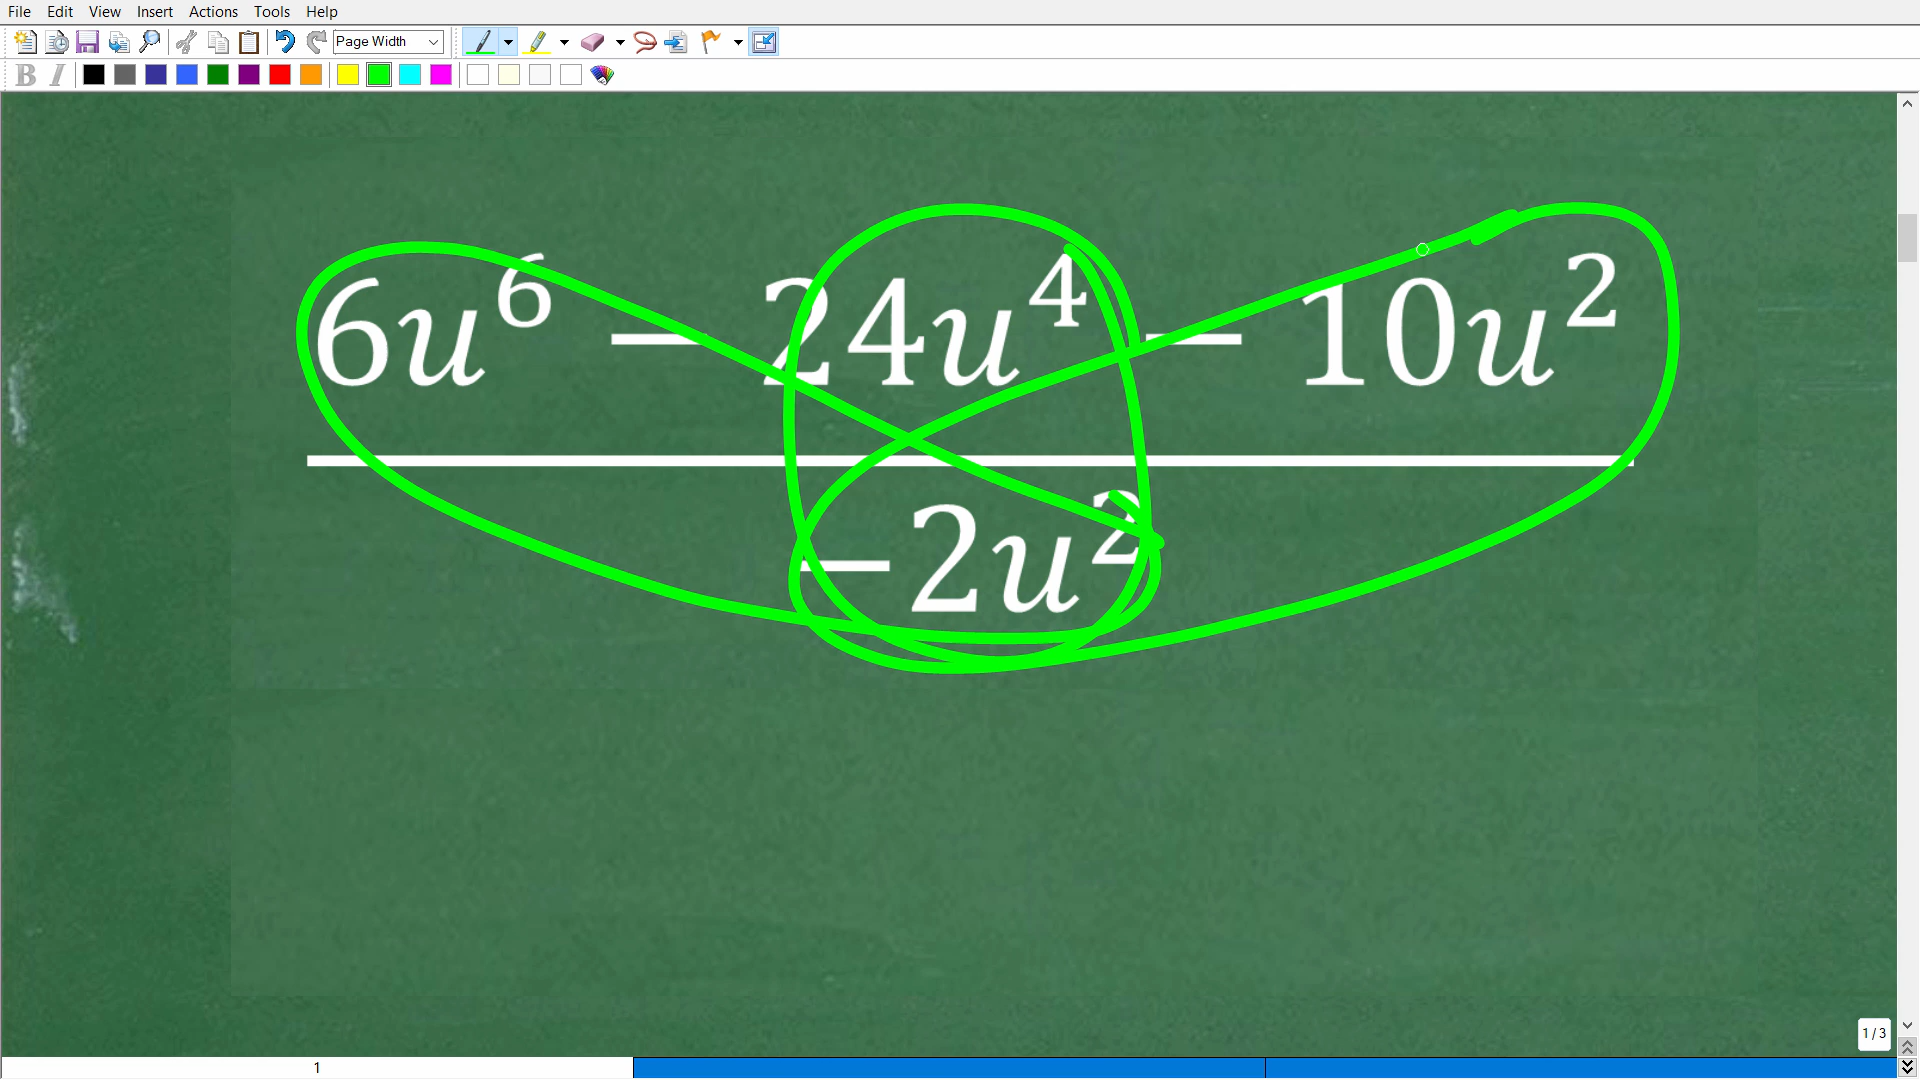 File Edit View Insert Actions Tools Help
Page Width
B I
6u⁶ − 24u⁴ − 10u²
−2u²
1 / 3
1